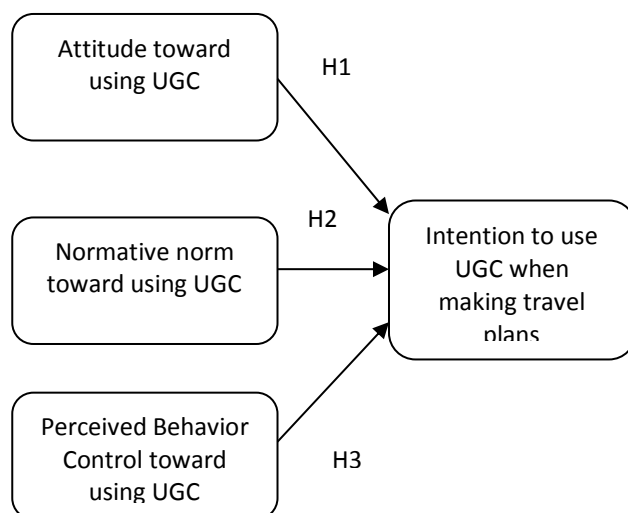 Attitude toward
using UGC
H1
Normative norm
toward using UGC
H2
Intention to use
UGC when
making travel
plans
Perceived Behavior
Control toward
using UGC
H3